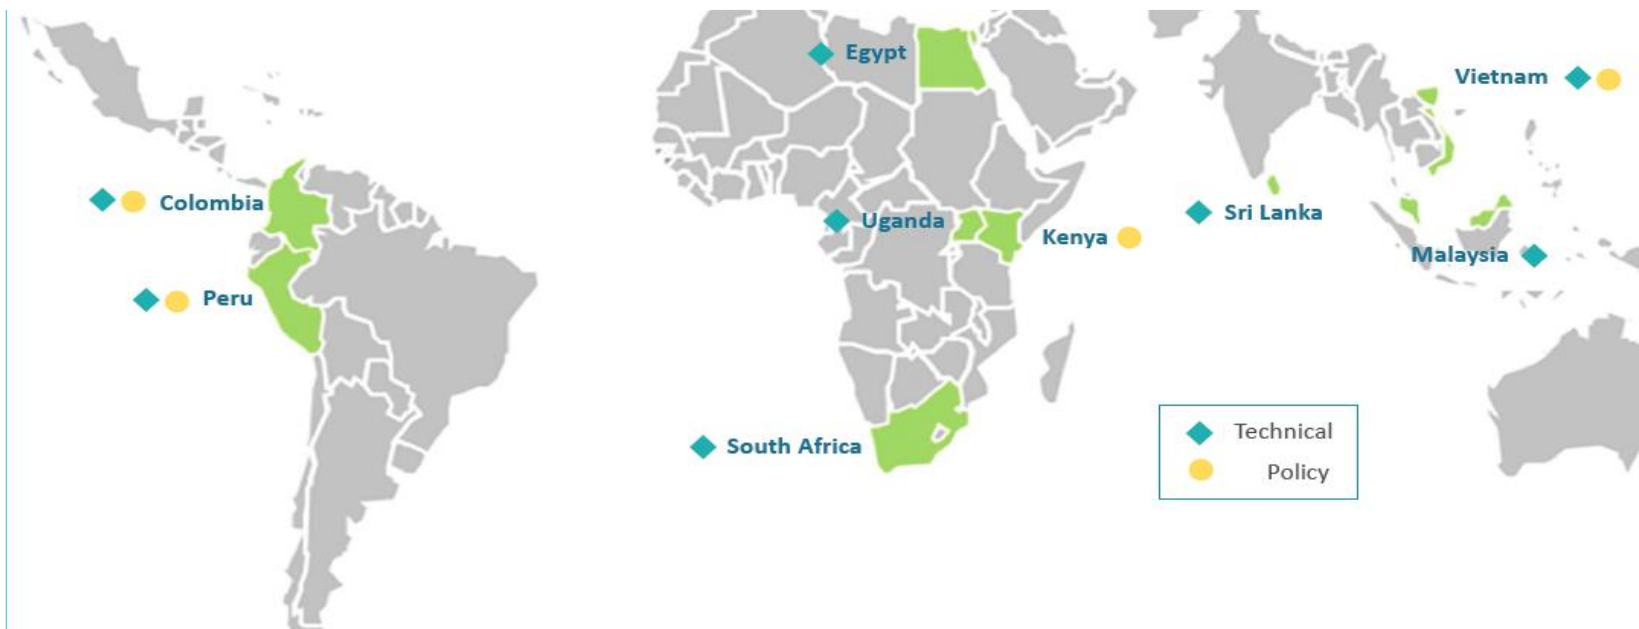 Egypt
Vietnam
Colombia
Uganda
Sri Lanka
Kenya
Malaysia
Peru
South Africa
Technical
Policy